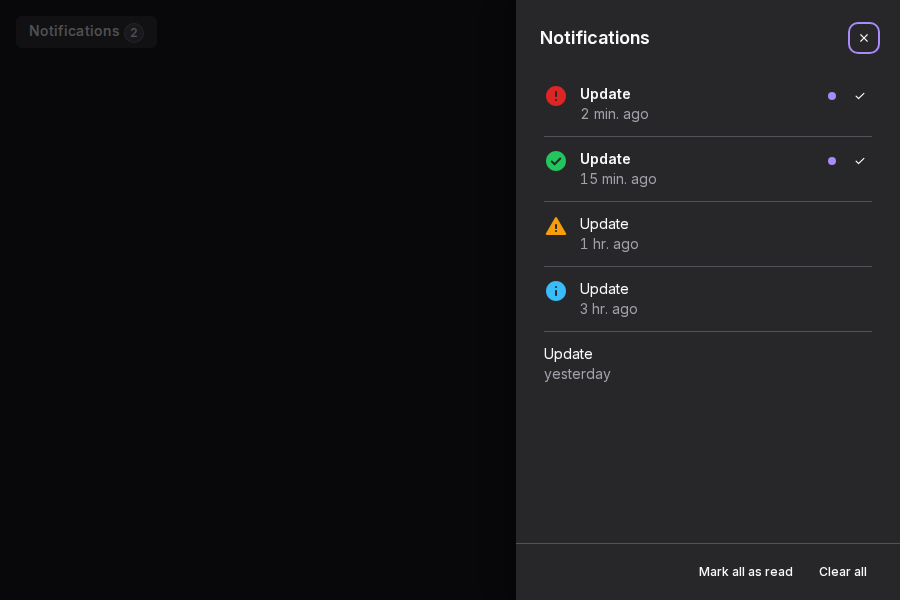 Notifications 2
Notifications
Update
2 min. ago
Update
15 min. ago
Update
1 hr. ago
Update
3 hr. ago
Update
yesterday
Mark all as read Clear all